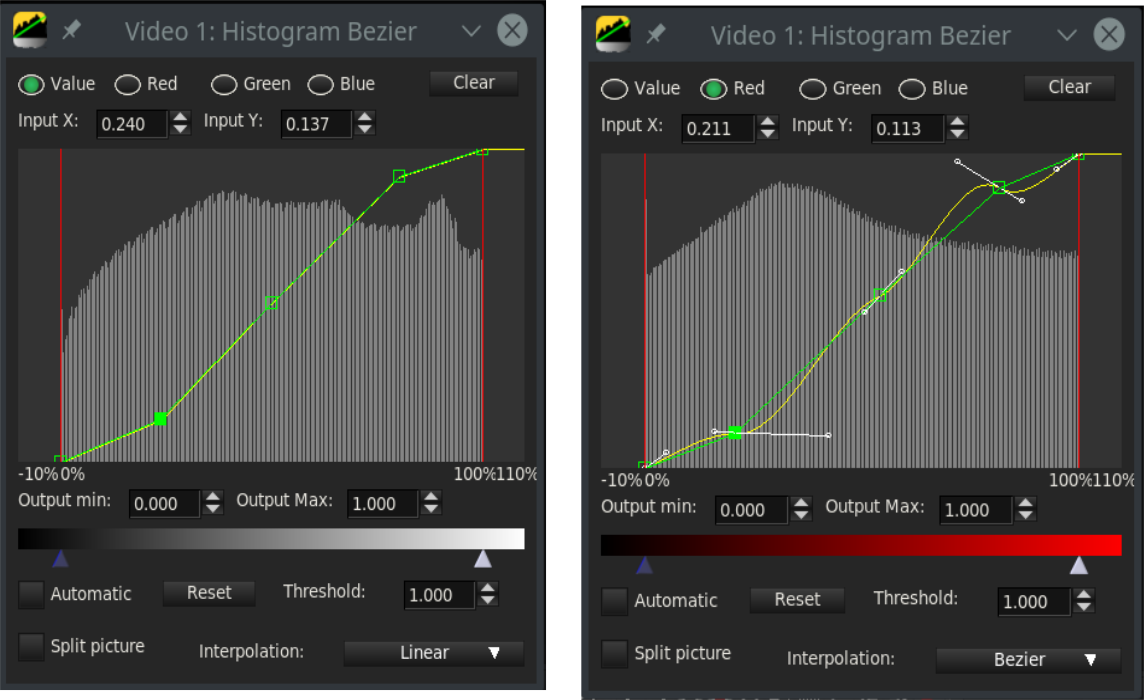 Video 1: Histogram Bezier
Value Red Green Blue Clear
Input X: 0.240 Input Y: 0.137
-10% 0% 100% 110%
Output min: 0.000 Output Max: 1.000
Automatic Reset Threshold: 1.000
Split picture Interpolation: Linear
Video 1: Histogram Bezier
Value Red Green Blue Clear
Input X: 0.211 Input Y: 0.113
-10% 0% 100% 110%
Output min: 0.000 Output Max: 1.000
Automatic Reset Threshold: 1.000
Split picture Interpolation: Bezier